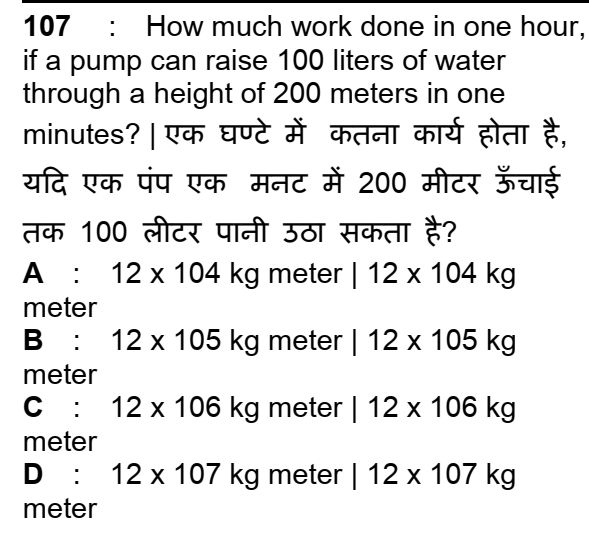 107 : How much work done in one hour,
if a pump can raise 100 liters of water
through a height of 200 meters in one
minutes? | एक घण्टे में कतना कार्य होता है,
यदि एक पंप एक मनट में 200 मीटर ऊँचाई
तक 100 लीटर पानी उठा सकता है?
A : 12 x 104 kg meter | 12 x 104 kg
meter
B : 12 x 105 kg meter | 12 x 105 kg
meter
C : 12 x 106 kg meter | 12 x 106 kg
meter
D : 12 x 107 kg meter | 12 x 107 kg
meter